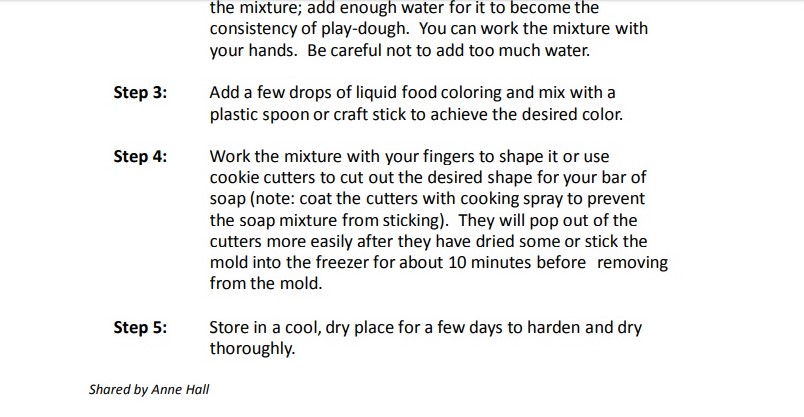 the mixture; add enough water for it to become the
consistency of play-dough.  You can work the mixture with
your hands.  Be careful not to add too much water.
Step 3: Add a few drops of liquid food coloring and mix with a
plastic spoon or craft stick to achieve the desired color.
Step 4: Work the mixture with your fingers to shape it or use
cookie cutters to cut out the desired shape for your bar of
soap (note: coat the cutters with cooking spray to prevent
the soap mixture from sticking).  They will pop out of the
cutters more easily after they have dried some or stick the
mold into the freezer for about 10 minutes before  removing
from the mold.
Step 5: Store in a cool, dry place for a few days to harden and dry
thoroughly.
Shared by Anne Hall